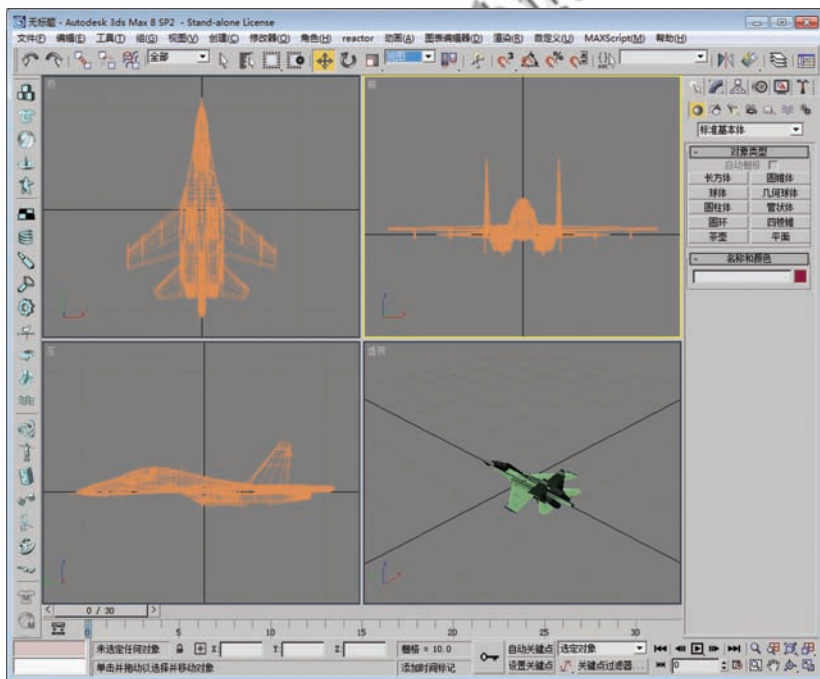 无标题 - Autodesk 3ds Max 8 SP2 - Stand-alone License
文件(F) 编辑(E) 工具(T) 组(G) 视图(V) 创建(C) 修改器(R) 角色(H) reactor 动画(A) 图表编辑器(D) 渲染(R) 自定义(U) MAXScript(M) 帮助(H)
全部 视图
顶 前
标准基本体
- 对象类型
自动栅格
长方体 圆锥体
球体 几何球体
圆柱体 管状体
圆环 四棱锥
茶壶 平面
- 名称和颜色
左 透视
< 0 / 30 >
0 5 10 15 20 25 30
未选定任何对象 X: Y: Z: 栅格 = 10.0 自动关键点 选定对象
单击并拖动以选择并移动对象 添加时间标记 设置关键点 关键点过滤器... 0